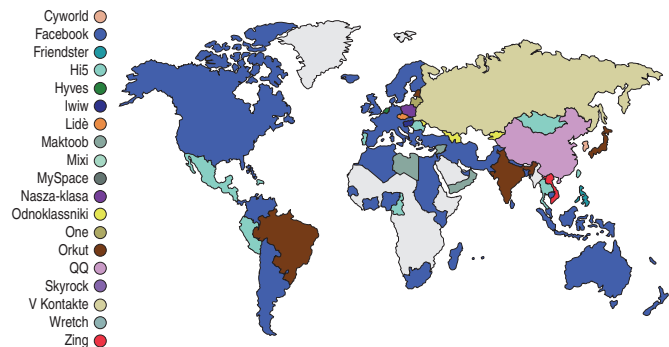 Cyworld
Facebook
Friendster
Hi5
Hyves
Iwiw
Lidè
Maktoob
Mixi
MySpace
Nasza-klasa
Odnoklassniki
One
Orkut
QQ
Skyrock
V Kontakte
Wretch
Zing